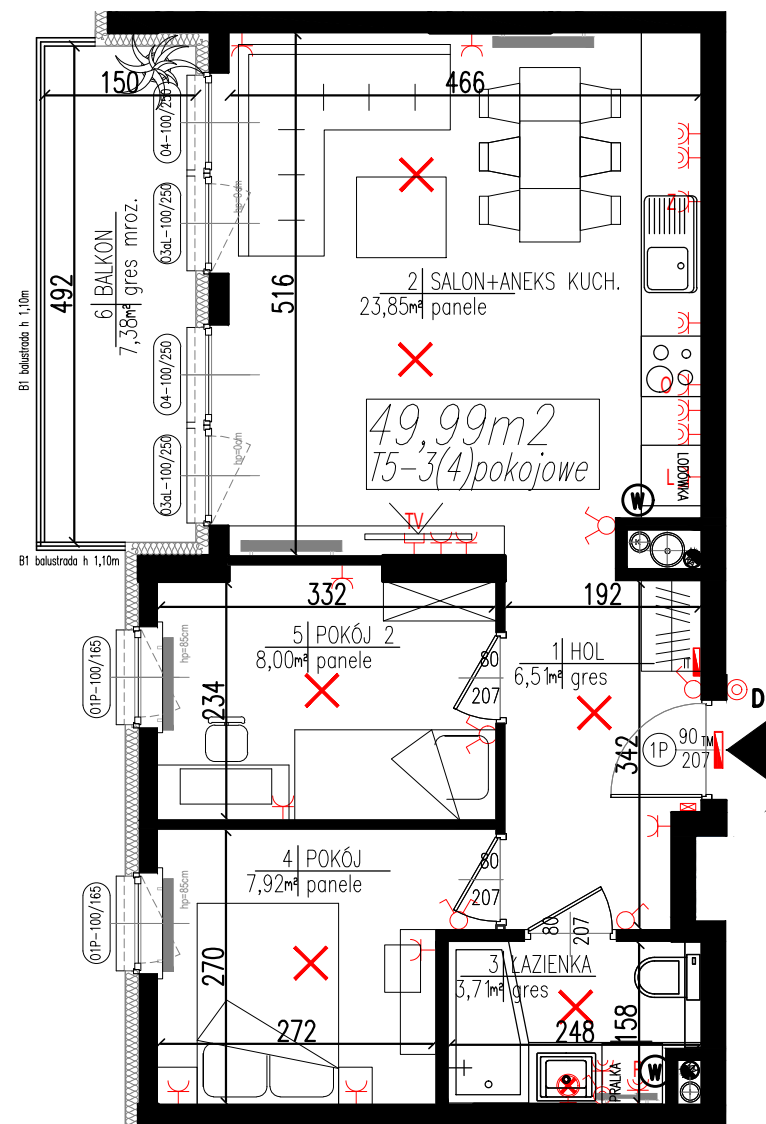 150
466
04-100/250
hp=0cm
03aL-100/250
6 BALKON
7,38m² gres mroz.
492
516
B1 balustrada h 1,10m
2 SALON+ANEKS KUCH.
23,85m² panele
Z
04-100/250
hp=0cm
03aL-100/250
O
49,99m2
T5-3(4)pokojowe
LODÓWKA
L
W
TV
B1 balustrada h 1,10m
332
192
5 POKÓJ 2
8,00m² panele
1 HOL
6,51m² gres
01P-100/165
hp=85cm
80
207
234
342
IT
D
1P
90
207
TM
4 POKÓJ
7,92m² panele
80
207
01P-100/165
hp=85cm
270
272
80
207
3 ŁAZIENKA
3,71m² gres
248
158
PRALKA
P
W